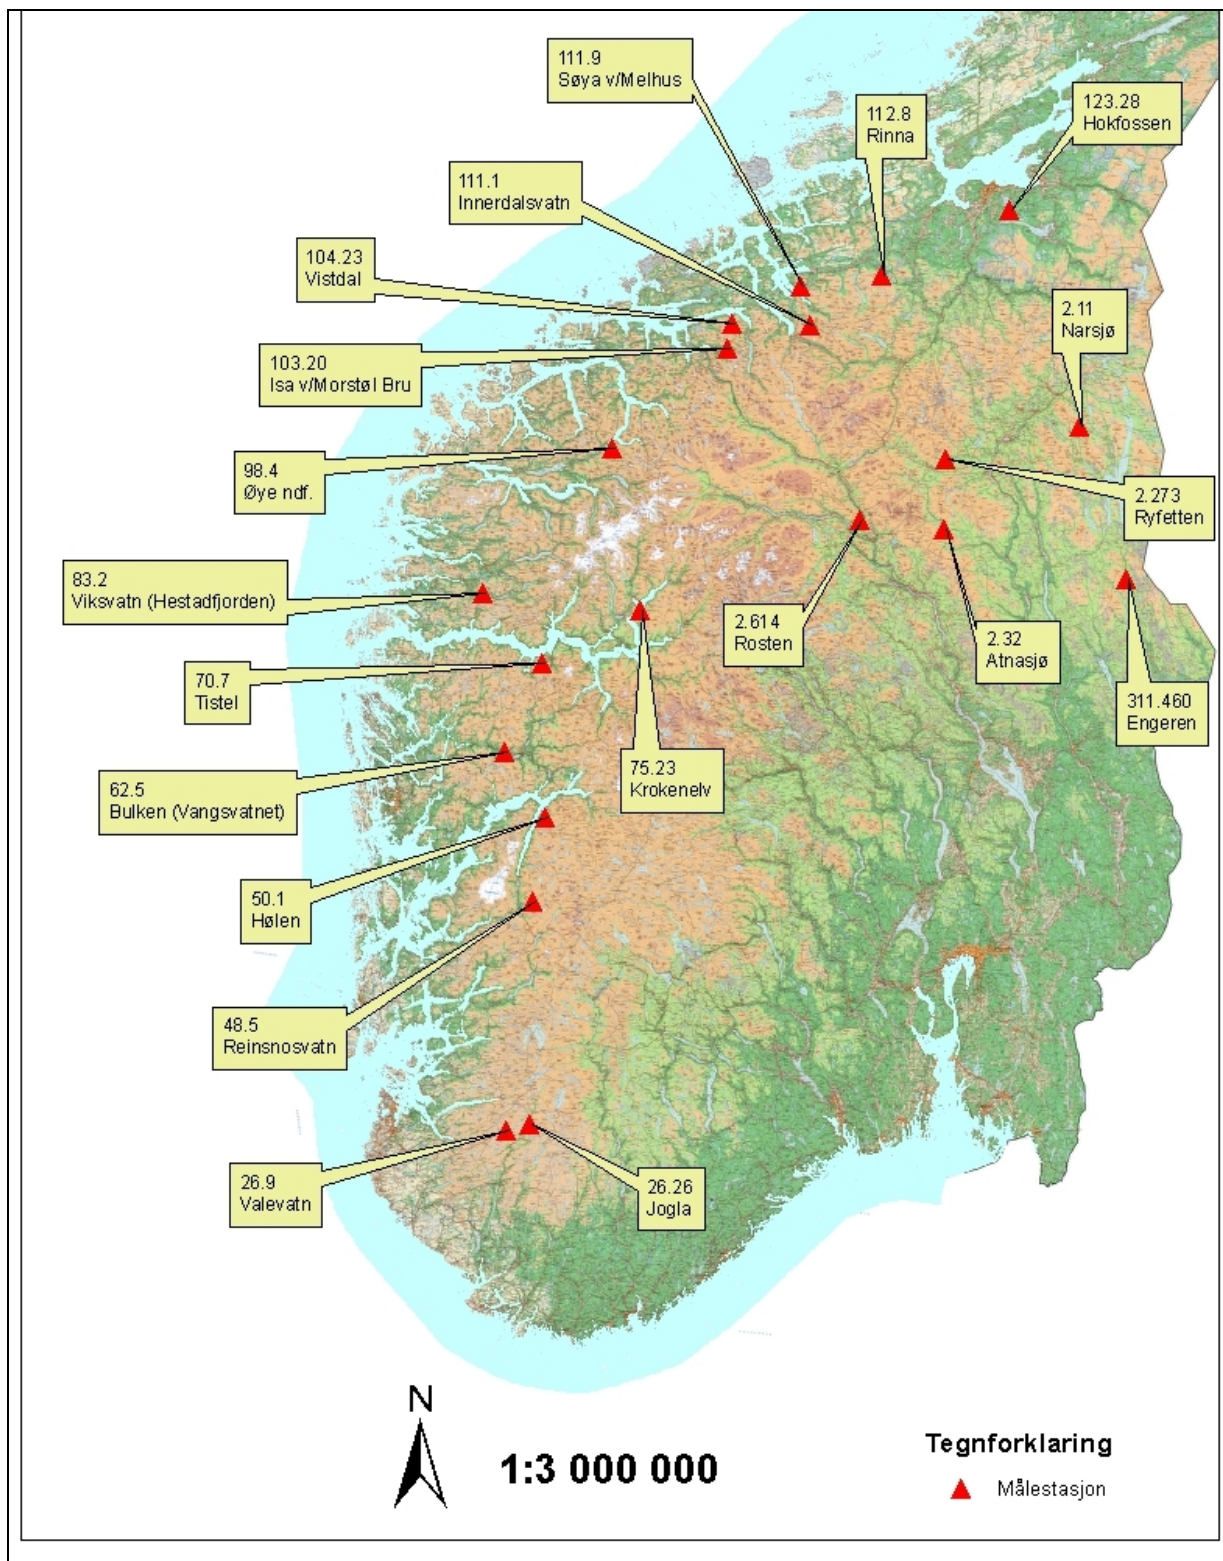 111.9
Søya v/Melhus
112.8
Rinna
123.28
Hokfossen
111.1
Innerdalsvatn
104.23
Vistdal
2.11
Narsjø
103.20
Isa v/Morstøl Bru
98.4
Øye ndf.
2.273
Ryfetten
83.2
Viksvatn (Hestadfjorden)
2.614
Rosten
2.32
Atnasjø
70.7
Tistel
311.460
Engeren
75.23
Krokenelv
62.5
Bulken (Vangsvatnet)
50.1
Hølen
48.5
Reinsnosvatn
26.9
Valevatn
26.26
Jogla
N
1:3 000 000
Tegnforklaring
Målestasjon